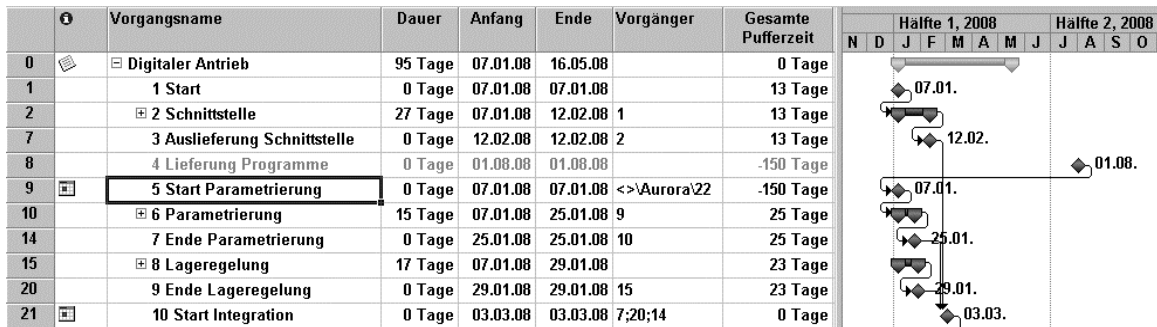 Vorgangsname Dauer Anfang Ende Vorgänger Gesamte Pufferzeit Hälfte 1, 2008 Hälfte 2, 2008
N D J F M A M J J A S O
0 Digitaler Antrieb 95 Tage 07.01.08 16.05.08 0 Tage
1 1 Start 0 Tage 07.01.08 07.01.08 13 Tage 07.01.
2 2 Schnittstelle 27 Tage 07.01.08 12.02.08 1 13 Tage
7 3 Auslieferung Schnittstelle 0 Tage 12.02.08 12.02.08 2 13 Tage 12.02.
8 4 Lieferung Programme 0 Tage 01.08.08 01.08.08 -150 Tage 01.08.
9 5 Start Parametrierung 0 Tage 07.01.08 07.01.08 <>\Aurora\22 -150 Tage 07.01.
10 6 Parametrierung 15 Tage 07.01.08 25.01.08 9 25 Tage
14 7 Ende Parametrierung 0 Tage 25.01.08 25.01.08 10 25 Tage 25.01.
15 8 Lageregelung 17 Tage 07.01.08 29.01.08 23 Tage
20 9 Ende Lageregelung 0 Tage 29.01.08 29.01.08 15 23 Tage 29.01.
21 10 Start Integration 0 Tage 03.03.08 03.03.08 7;20;14 0 Tage 03.03.